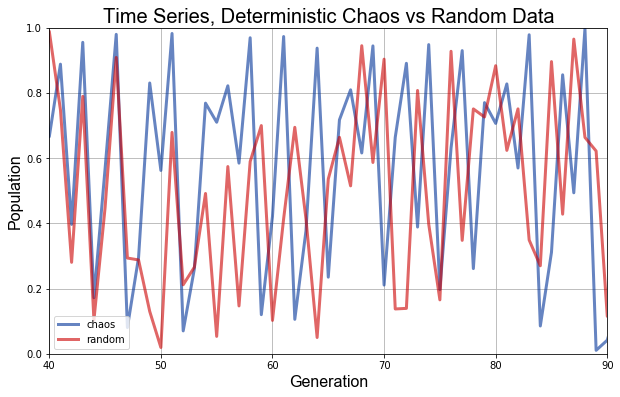 Time Series, Deterministic Chaos vs Random Data
Population
1.0
0.8
0.6
0.4
0.2
0.0
chaos
random
40 50 60 70 80 90
Generation